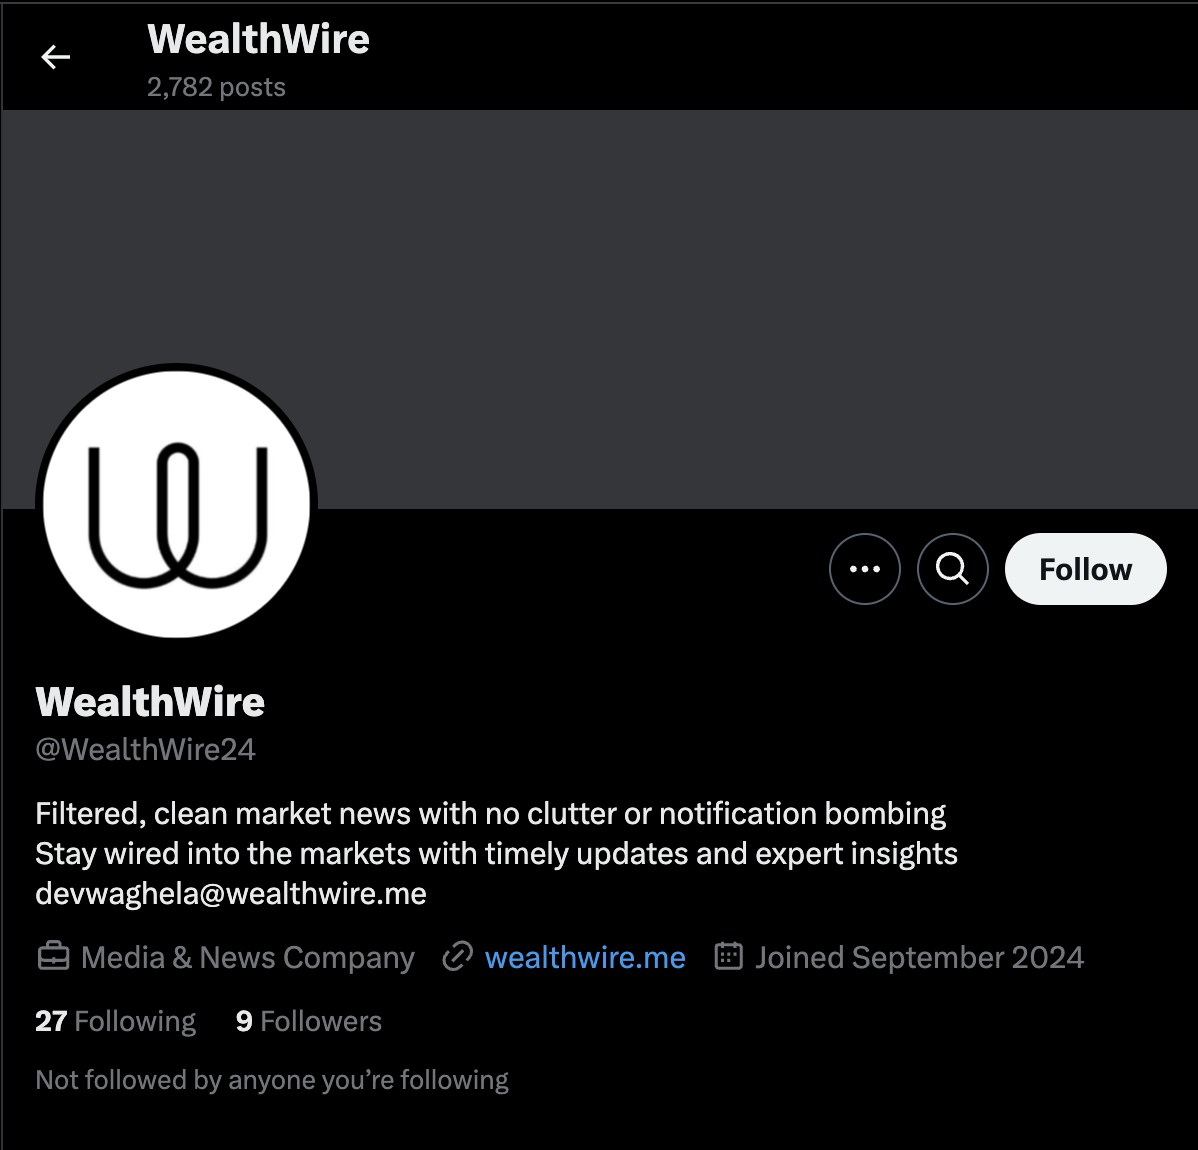 WealthWire
2,782 posts
Follow
WealthWire
@WealthWire24
Filtered, clean market news with no clutter or notification bombing
Stay wired into the markets with timely updates and expert insights
devwaghela@wealthwire.me
Media & News Company wealthwire.me Joined September 2024
27 Following 9 Followers
Not followed by anyone you’re following